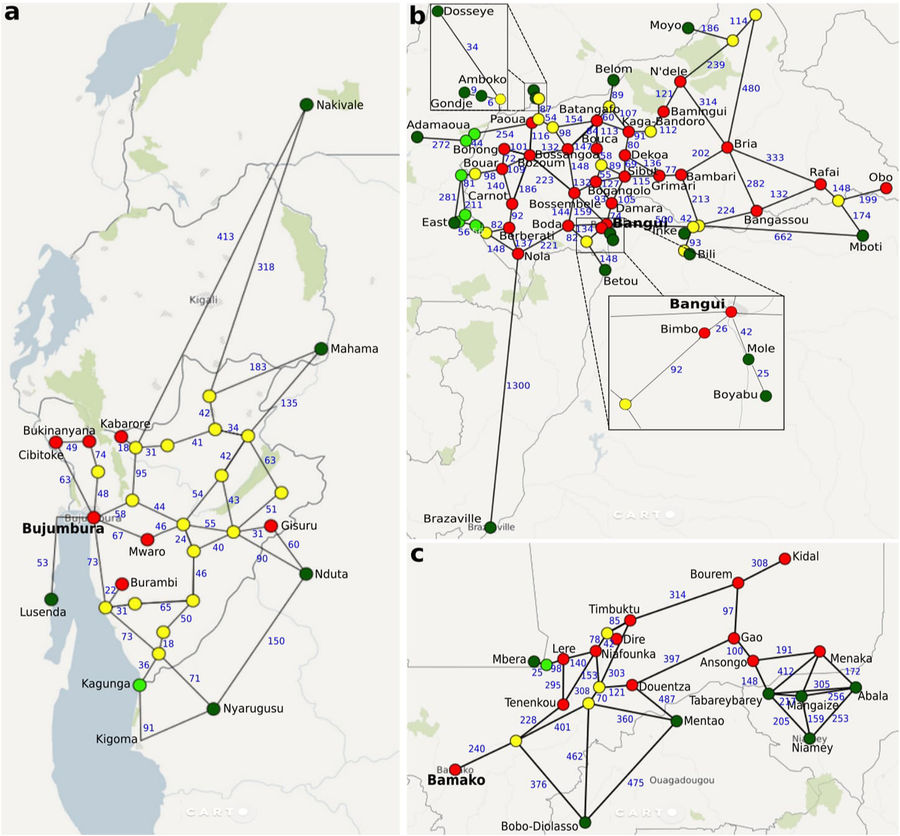 a
Nakivale
413
318
Kigali
Mahama
183
135
42
34
41
Kabarore
Bukinanyana
18
31
49
74
Cibitoke
63
95
42
63
48
54
43
51
58
44
Bujumbura
Bujumbura
67
46
24
55
31
Gisuru
Mwaro
40
60
90
53
73
46
Nduta
Burambi
22
31
65
50
Lusenda
73
18
150
36
71
Kagunga
Nyarugusu
91
Kigoma
CARTO
b
Dosseye
34
Amboko
9
6
Gondje
Moyo
186
114
239
480
Belom
N'dele
89
121
314
87
Batangafo
107
Bamingui
Paoua
54
154
60
Kaga-Bandoro
Adamaoua
254
116
98
84
113
91
112
272
44
Bouca
80
Bohong
101
132
147
58
Dekoa
202
Bria
333
72
Bossangoa
89
69
136
Bouar
Bozoum
148
55
Sibut
77
Rafai
81
98
109
132
127
115
Grimari
Bambari
Obo
140
223
Bogangolo
282
132
148
281
Carnot
186
93
105
213
199
211
Bossembele
Damara
224
Bangassou
174
92
144
159
74
500
42
East
82
Boda
134
Bangui
Inke
662
Mboti
56
Berberati
137
221
82
93
148
Nola
148
Bili
Betou
1300
Bangui
Bimbo
26
42
Mole
92
25
Boyabu
Brazaville
CARTO
c
308
Kidal
Bourem
314
Timbuktu
97
85
Lere
78
Dire
Gao
42
Mbera
140
Niafounka
100
191
25
98
397
Ansongo
Menaka
295
153
303
412
172
148
305
308
121
Douentza
Tabareybarey
Abala
Tenenkou
70
487
217
256
Mangaize
228
360
Mentao
205
159
253
401
Niamey
240
462
Bamako
376
475
Ouagadougou
Bobo-Diolasso
CARTO